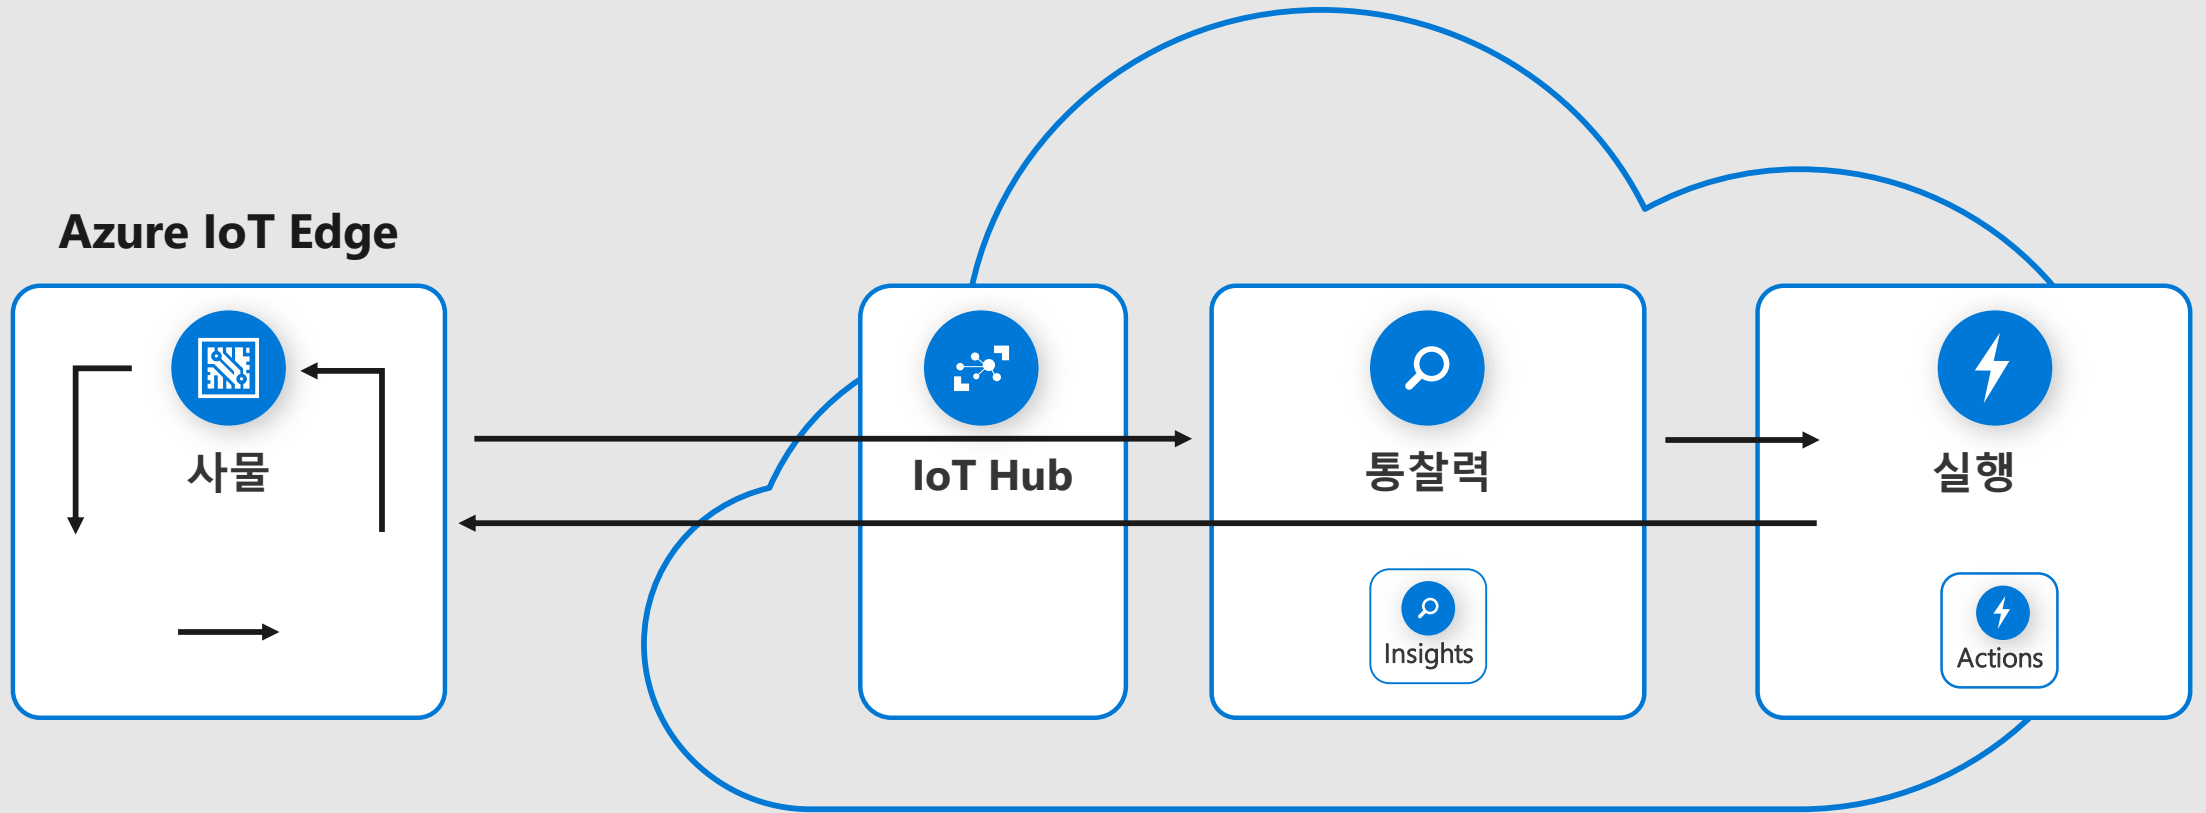 Azure IoT Edge
사물
IoT Hub
통찰력
실행
Insights
Actions